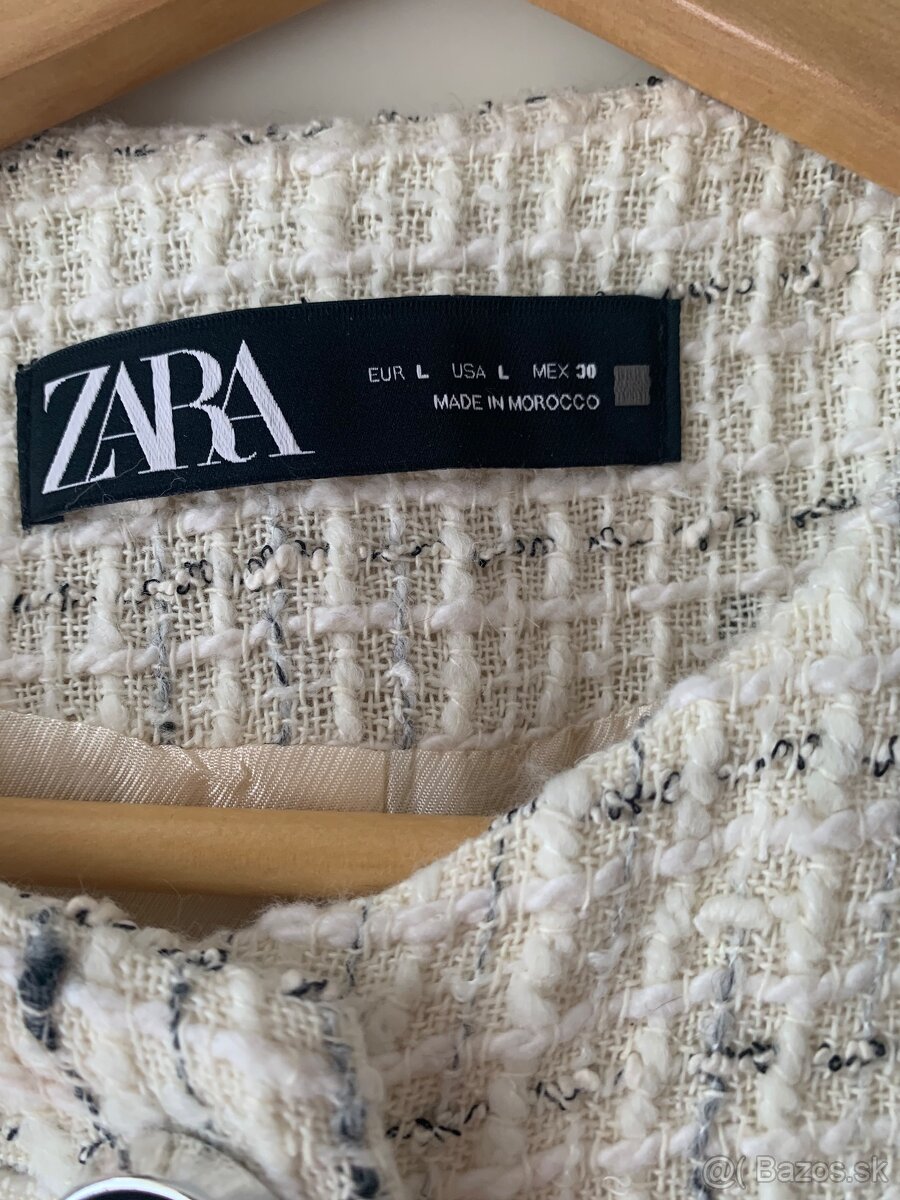 ZARA
EUR L USA L MEX 30
MADE IN MOROCCO
@( Bazos.sk